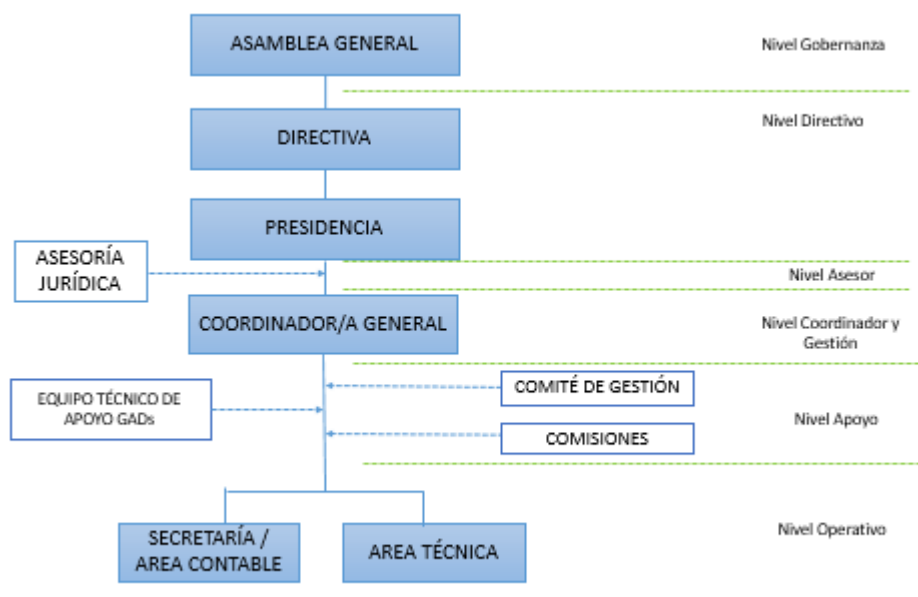 ASAMBLEA GENERAL
Nivel Gobernanza
DIRECTIVA
Nivel Directivo
PRESIDENCIA
ASESORÍA
JURÍDICA
Nivel Asesor
COORDINADOR/A GENERAL
Nivel Coordinador y
Gestión
EQUIPO TÉCNICO DE
APOYO GADs
COMITÉ DE GESTIÓN
COMISIONES
Nivel Apoyo
SECRETARÍA /
AREA CONTABLE
AREA TÉCNICA
Nivel Operativo